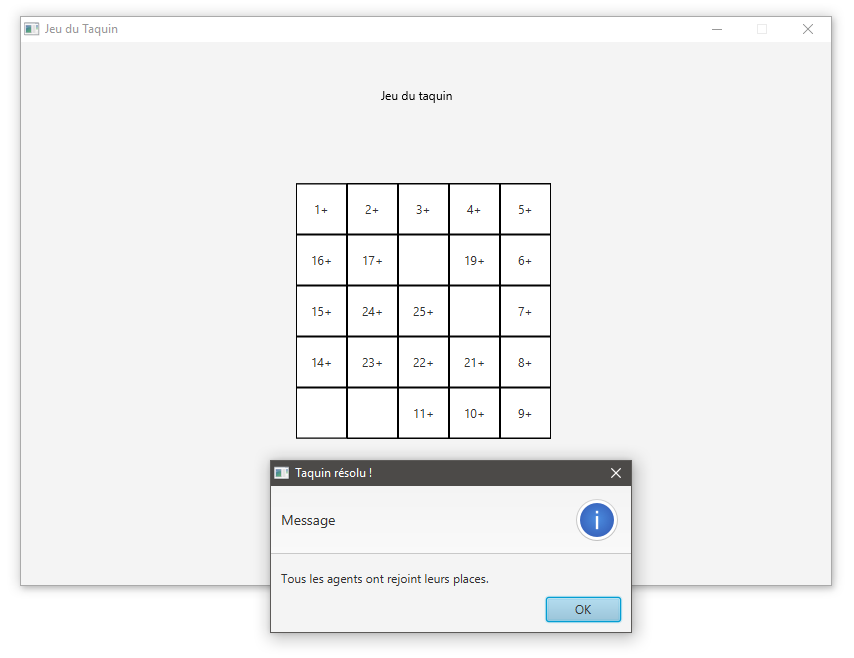 Jeu du Taquin
Jeu du taquin
1+ 2+ 3+ 4+ 5+
16+ 17+ 19+ 6+
15+ 24+ 25+ 7+
14+ 23+ 22+ 21+ 8+
11+ 10+ 9+
Taquin résolu !
Message
i
Tous les agents ont rejoint leurs places.
OK